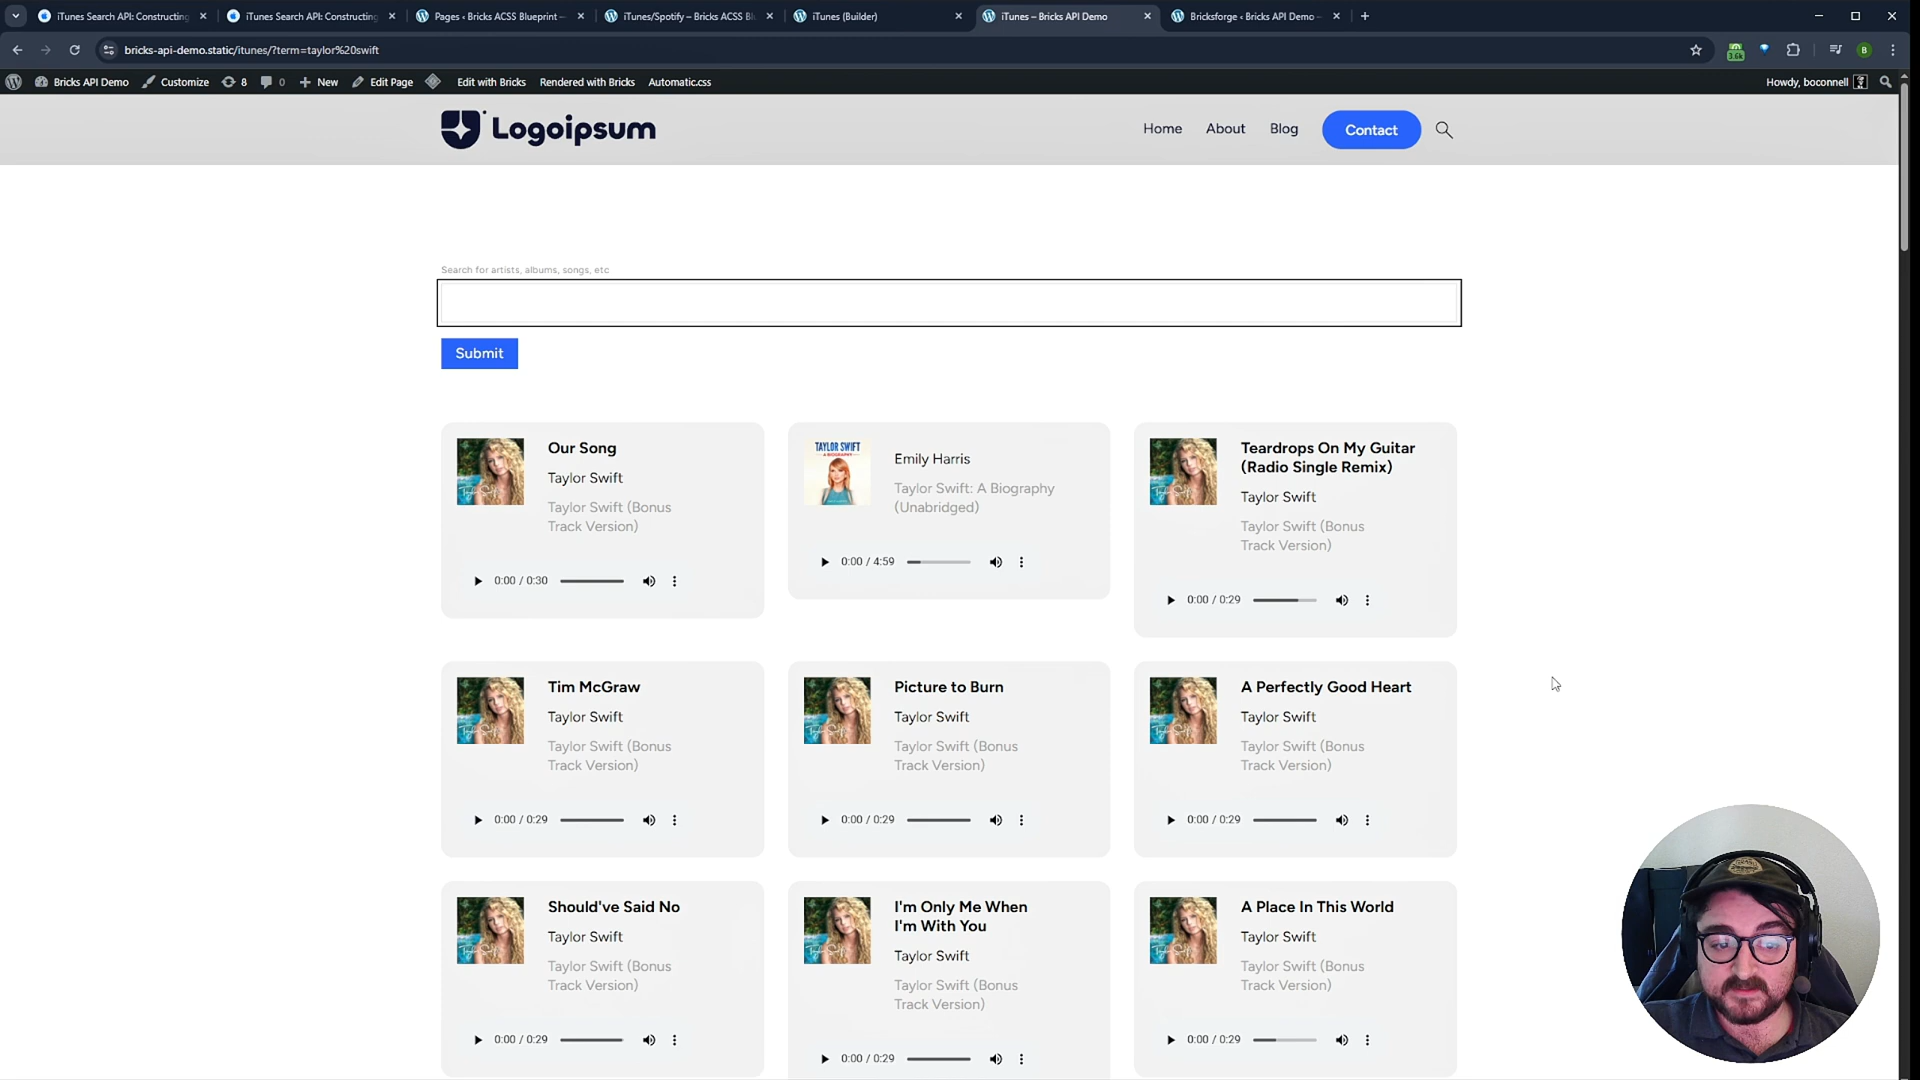 iTunes Search API: Constructing
iTunes Search API: Constructing
Pages ‹ Bricks ACSS Blueprint —
iTunes/Spotify – Bricks ACSS Bl
iTunes (Builder)
iTunes – Bricks API Demo
Bricksforge ‹ Bricks API Demo –
bricks-api-demo.static/itunes/?term=taylor%20swift
3.6k
B
Bricks API Demo
Customize
8
0
New
Edit Page
Edit with Bricks
Rendered with Bricks
Automatic.css
Howdy, boconnell
Logoipsum
Home
About
Blog
Contact
Search for artists, albums, songs, etc
Submit
Our Song
Taylor Swift
Taylor Swift (Bonus
Track Version)
0:00 / 0:30
TAYLOR SWIFT
Emily Harris
Taylor Swift: A Biography
(Unabridged)
0:00 / 4:59
Teardrops On My Guitar
(Radio Single Remix)
Taylor Swift
Taylor Swift (Bonus
Track Version)
0:00 / 0:29
Tim McGraw
Taylor Swift
Taylor Swift (Bonus
Track Version)
0:00 / 0:29
Picture to Burn
Taylor Swift
Taylor Swift (Bonus
Track Version)
0:00 / 0:29
A Perfectly Good Heart
Taylor Swift
Taylor Swift (Bonus
Track Version)
0:00 / 0:29
Should've Said No
Taylor Swift
Taylor Swift (Bonus
Track Version)
0:00 / 0:29
I'm Only Me When
I'm With You
Taylor Swift
Taylor Swift (Bonus
Track Version)
0:00 / 0:29
A Place In This World
Taylor Swift
Taylor Swift (Bonus
Track Version)
0:00 / 0:29